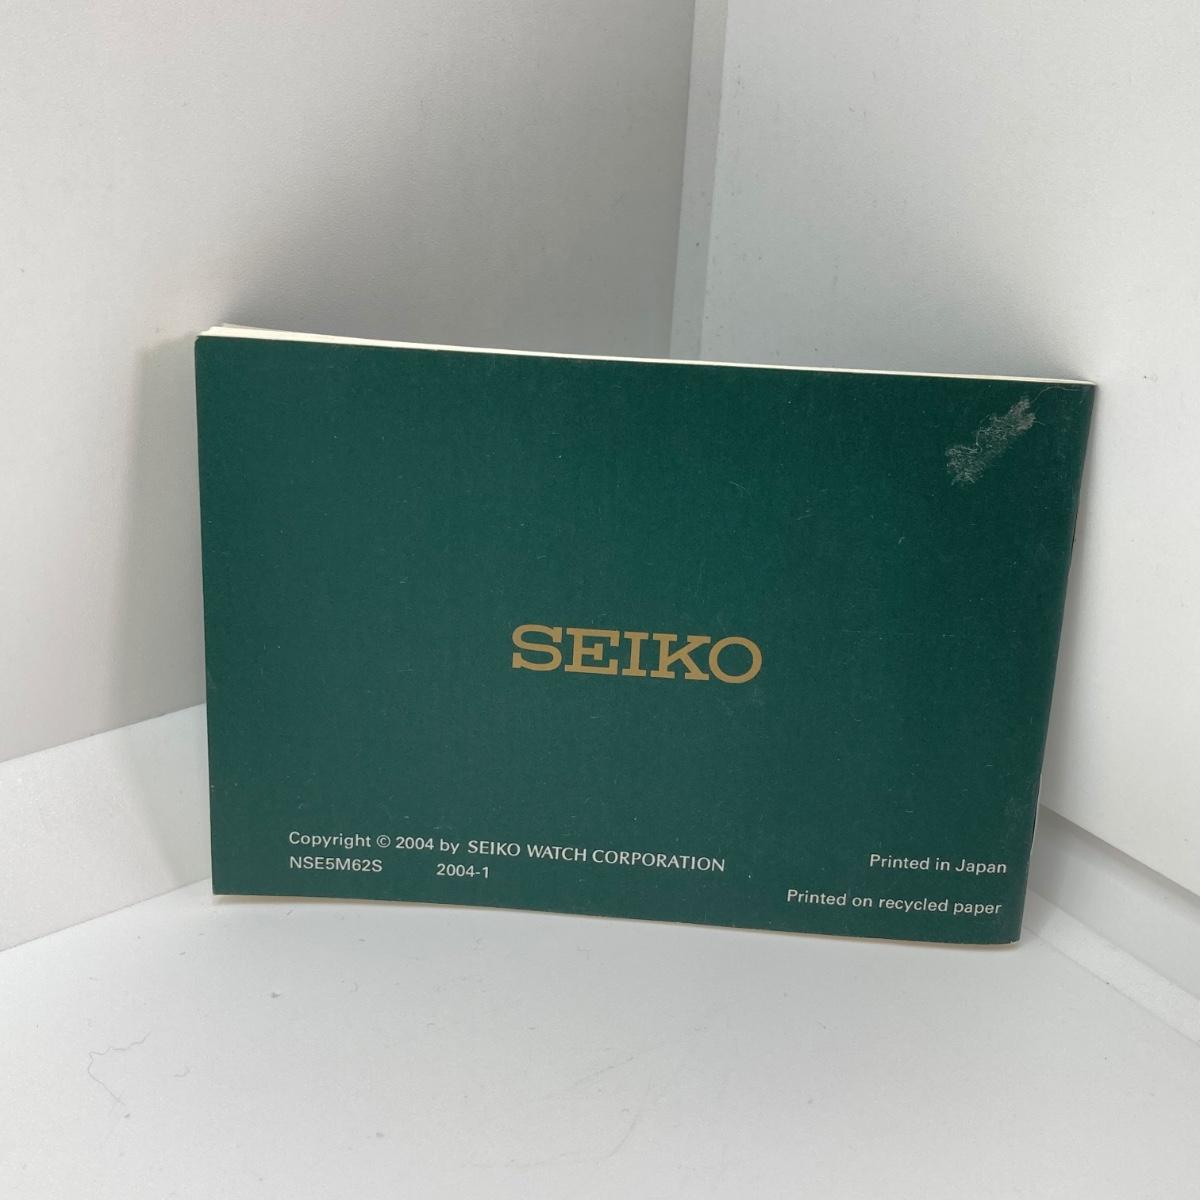 SEIKO
Copyright © 2004 by SEIKO WATCH CORPORATION
NSE5M62S 2004-1
Printed in Japan
Printed on recycled paper